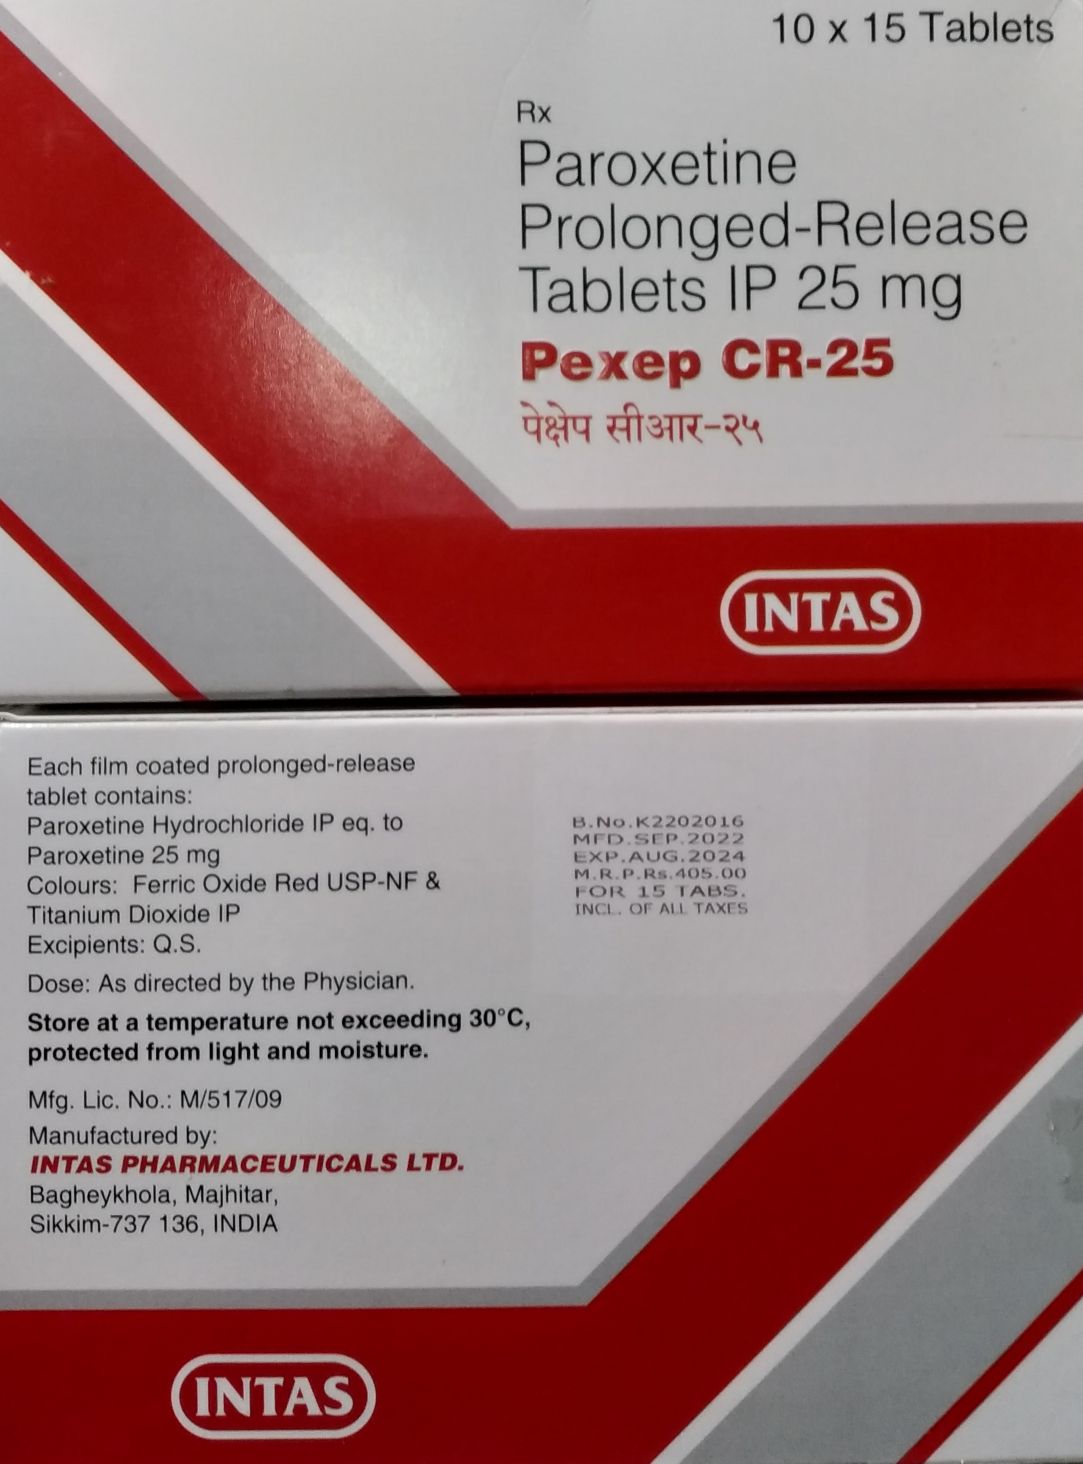 10 x 15 Tablets
Rx
Paroxetine
Prolonged-Release
Tablets IP 25 mg
Pexep CR-25
पेक्षेप सीआर-२५
INTAS
Each film coated prolonged-release
tablet contains:
Paroxetine Hydrochloride IP eq. to
Paroxetine 25 mg
Colours: Ferric Oxide Red USP-NF &
Titanium Dioxide IP
Excipients: Q.S.
Dose: As directed by the Physician.
Store at a temperature not exceeding 30°C,
protected from light and moisture.
Mfg. Lic. No.: M/517/09
Manufactured by:
INTAS PHARMACEUTICALS LTD.
Bagheykhola, Majhitar,
Sikkim-737 136, INDIA
B.No.K2202016
MFD.SEP.2022
EXP.AUG.2024
M.R.P.Rs.405.00
FOR 15 TABS.
INCL. OF ALL TAXES
INTAS